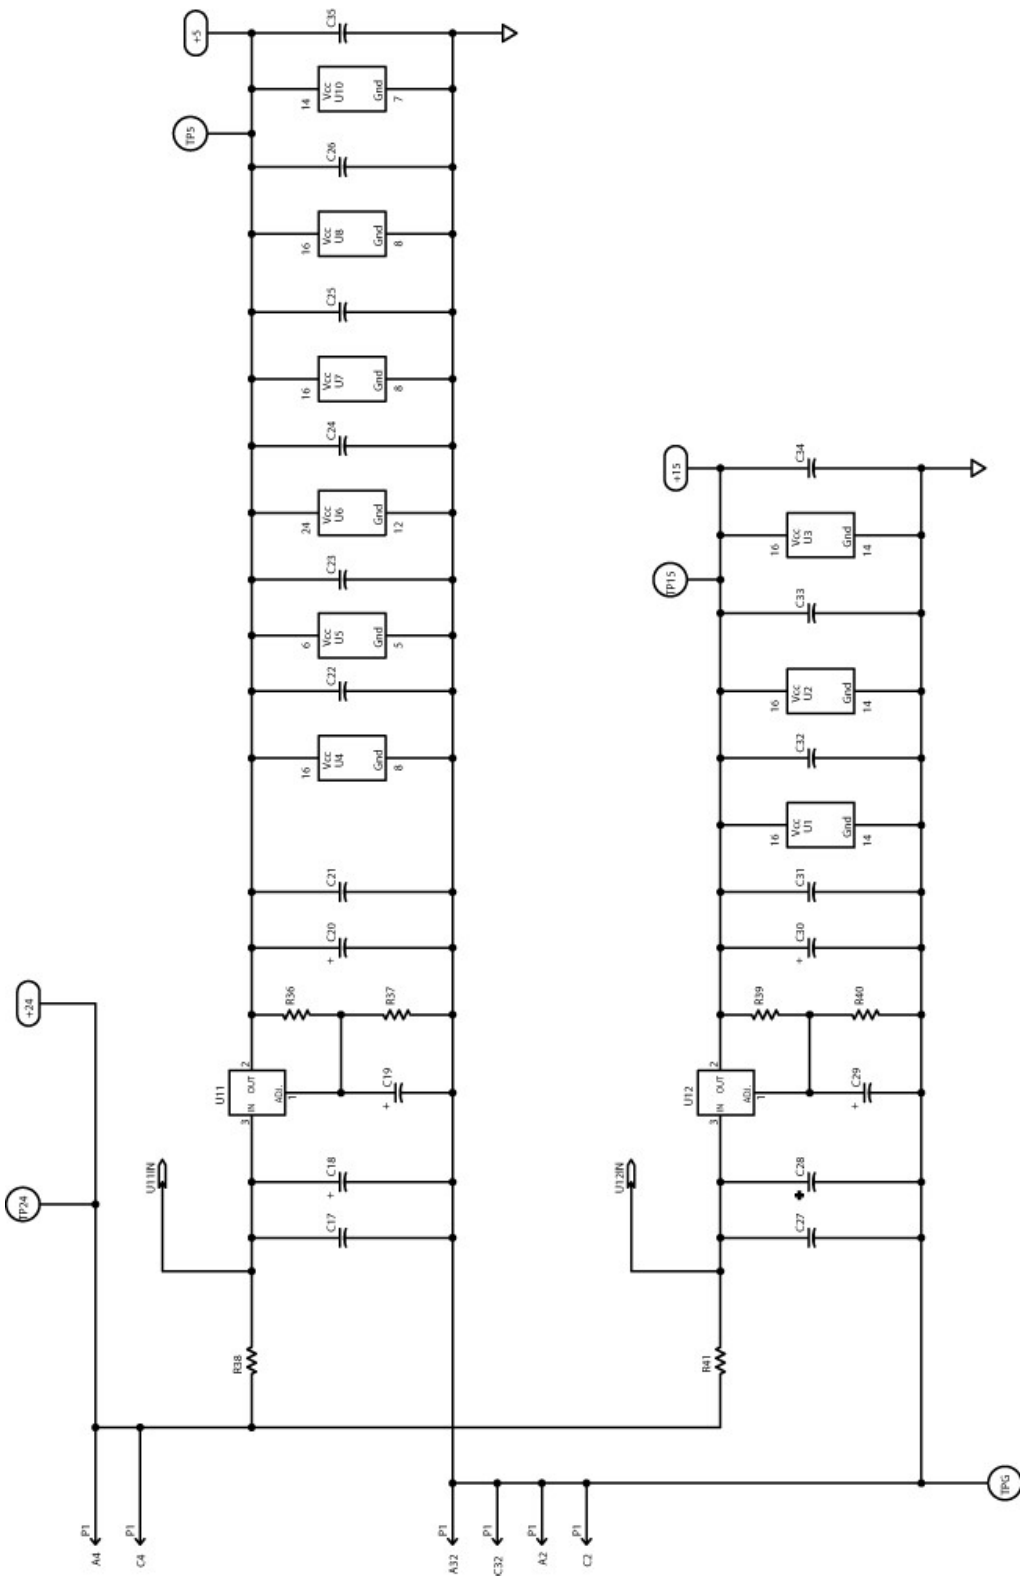 P1
A4
P1
C4
TP24
+24
R38
U11IN
C17
+
C18
U11
3
IN
OUT
2
ADJ.
1
+
C19
R36
R37
+
C20
C21
16
Vcc
U4
Gnd
8
C22
6
Vcc
U5
Gnd
5
C23
24
Vcc
U6
Gnd
12
C24
16
Vcc
U7
Gnd
8
C25
16
Vcc
U8
Gnd
8
C26
TP5
14
Vcc
U10
Gnd
7
+5
C35
P1
A32
P1
C32
P1
A2
P1
C2
R41
U12IN
C27
+
C28
U12
3
IN
OUT
2
ADJ.
1
+
C29
R39
R40
+
C30
C31
16
Vcc
U1
Gnd
14
C32
16
Vcc
U2
Gnd
14
C33
TP15
16
Vcc
U3
Gnd
14
+15
C34
TPG